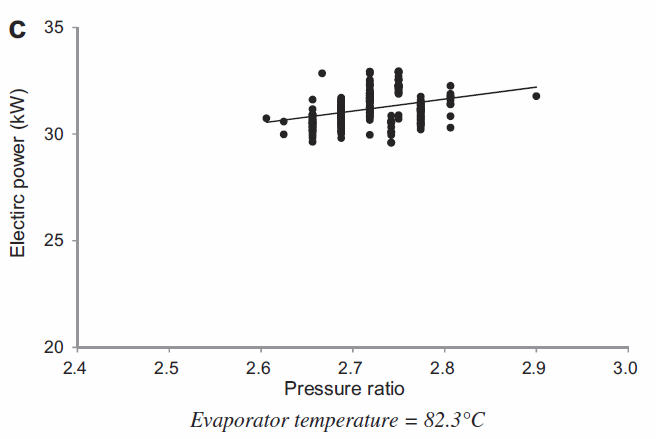 c
35
30
25
20
Electirc power (kW)
2.4 2.5 2.6 2.7 2.8 2.9 3.0
Pressure ratio
Evaporator temperature = 82.3°C